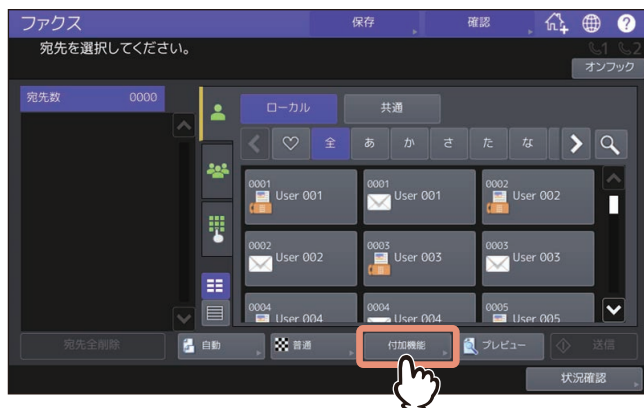 ファクス
保存
確認
?
宛先を選択してください。
1 2
オンフック
宛先数 0000
ローカル
共通
全 あ か さ た な
0001
User 001
0001
User 001
0002
User 002
0002
User 002
0003
User 003
0003
User 003
0004
User 004
0004
User 004
0005
User 005
宛先全削除
自動
普通
付加機能
プレビュー
送信
状況確認